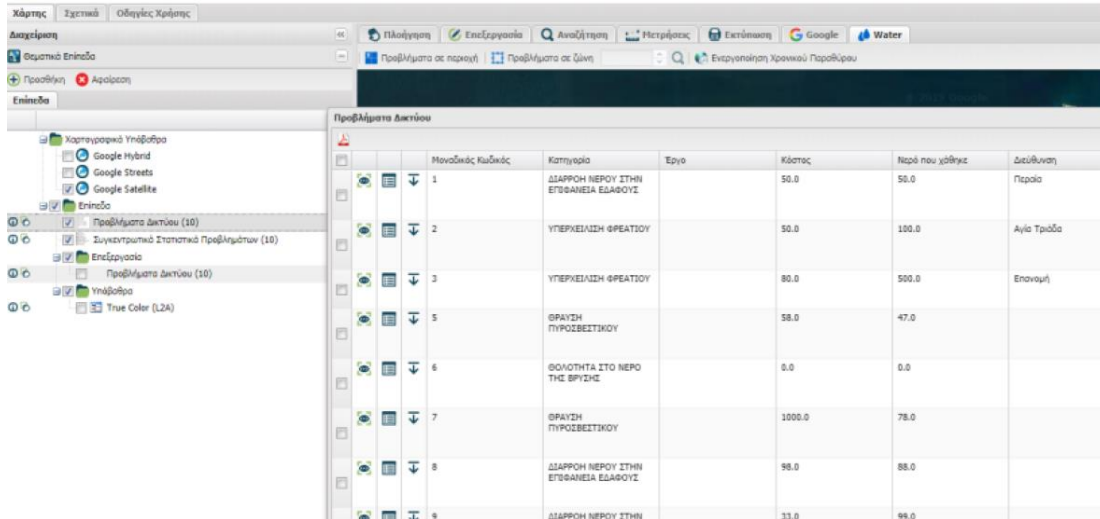 Χάρτης Σχετικά Οδηγίες Χρήσης
Διαχείριση
Πλοήγηση Επεξεργασία Αναζήτηση Μετρήσεις Εκτύπωση Google Water
Θεματικά Επίπεδα
Προβλήματα σε περιοχή Προβλήματα σε ζώνη Ενεργοποίηση Χρονικού Παραθύρου
Προσθήκη Αφαίρεση
Επίπεδα
Προβλήματα Δικτύου
Χαρτογραφικά Υπόβαθρα
Google Hybrid
Google Streets
Google Satellite
Επίπεδα
Προβλήματα Δικτύου (10)
Συγκεντρωτικά Στατιστικά Προβλημάτων (10)
Επεξεργασία
Προβλήματα Δικτύου (10)
Υπόβαθρα
True Color (L2A)
Μοναδικός Κωδικός Κατηγορία Έργο Κόστος Νερό που χάθηκε Διεύθυνση
1 ΔΙΑΡΡΟΗ ΝΕΡΟΥ ΣΤΗΝ 50.0 50.0 Περαία
ΕΠΙΦΑΝΕΙΑ ΕΔΑΦΟΥΣ
2 ΥΠΕΡΧΕΙΛΙΣΗ ΦΡΕΑΤΙΟΥ 50.0 100.0 Αγία Τριάδα
3 ΥΠΕΡΧΕΙΛΙΣΗ ΦΡΕΑΤΙΟΥ 80.0 500.0 Επανομή
5 ΘΡΑΥΣΗ 58.0 47.0
ΠΥΡΟΣΒΕΣΤΙΚΟΥ
6 ΘΟΛΟΤΗΤΑ ΣΤΟ ΝΕΡΟ 0.0 0.0
ΤΗΣ ΒΡΥΣΗΣ
7 ΘΡΑΥΣΗ 1000.0 78.0
ΠΥΡΟΣΒΕΣΤΙΚΟΥ
8 ΔΙΑΡΡΟΗ ΝΕΡΟΥ ΣΤΗΝ 98.0 88.0
ΕΠΙΦΑΝΕΙΑ ΕΔΑΦΟΥΣ
9 ΔΙΑΡΡΟΗ ΝΕΡΟΥ ΣΤΗΝ 33.0 99.0